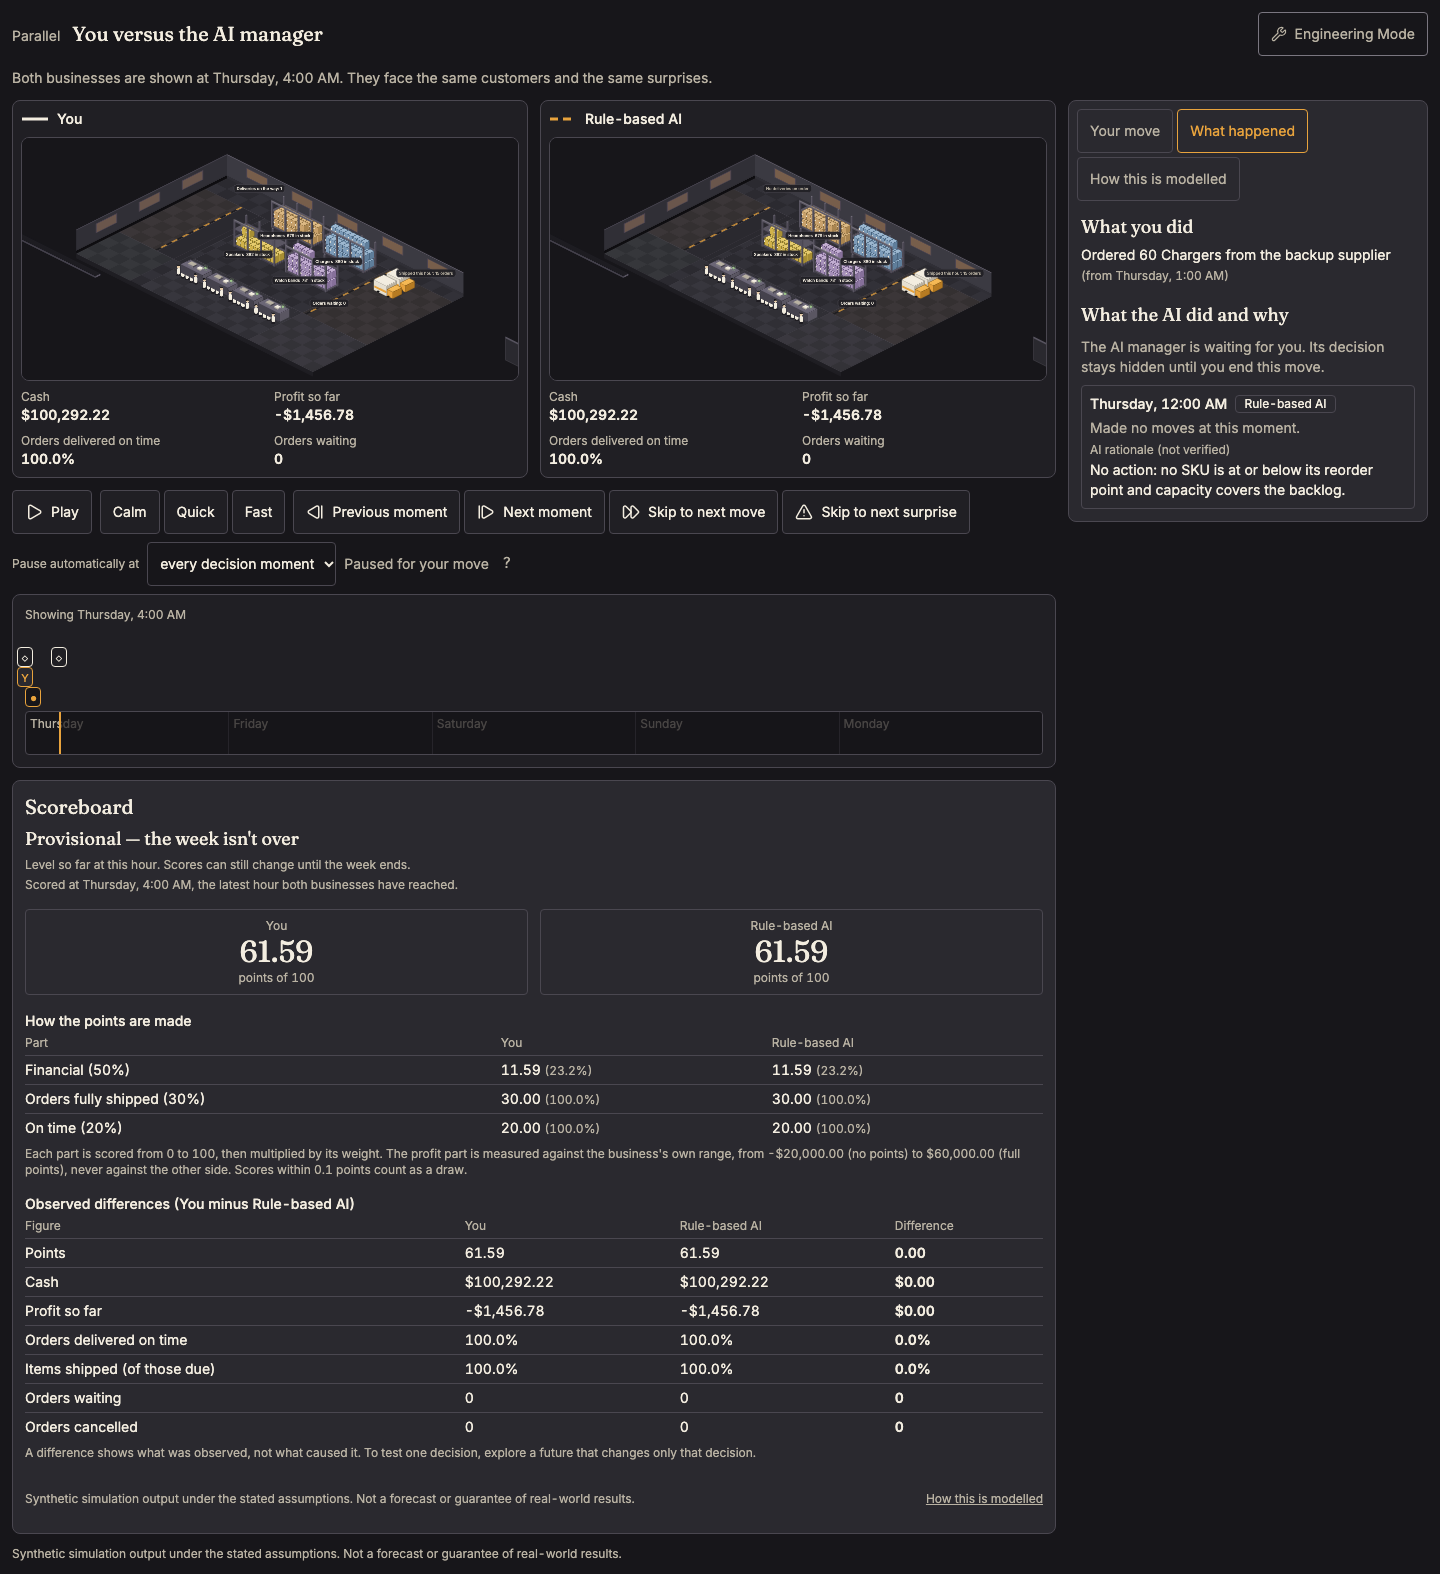 Parallel You versus the AI manager
Engineering Mode
Both businesses are shown at Thursday, 4:00 AM. They face the same customers and the same surprises.
You
Deliveries on the way: 1
Orders waiting: 0
Cash
$100,292.22
Profit so far
-$1,456.78
Orders delivered on time
100.0%
Orders waiting
0
Rule-based AI
No deliveries on order
Orders waiting: 0
Cash
$100,292.22
Profit so far
-$1,456.78
Orders delivered on time
100.0%
Orders waiting
0
Your move
What happened
How this is modelled
What you did
Ordered 60 Chargers from the backup supplier
(from Thursday, 1:00 AM)
What the AI did and why
The AI manager is waiting for you. Its decision
stays hidden until you end this move.
Thursday, 12:00 AM Rule-based AI
Made no moves at this moment.
AI rationale (not verified)
No action: no SKU is at or below its reorder
point and capacity covers the backlog.
Play
Calm
Quick
Fast
Previous moment
Next moment
Skip to next move
Skip to next surprise
Pause automatically at every decision moment Paused for your move ?
Showing Thursday, 4:00 AM
Y
Thursday Friday Saturday Sunday Monday
Scoreboard
Provisional — the week isn't over
Level so far at this hour. Scores can still change until the week ends.
Scored at Thursday, 4:00 AM, the latest hour both businesses have reached.
You
61.59
points of 100
Rule-based AI
61.59
points of 100
How the points are made
Part You Rule-based AI
Financial (50%) 11.59 (23.2%) 11.59 (23.2%)
Orders fully shipped (30%) 30.00 (100.0%) 30.00 (100.0%)
On time (20%) 20.00 (100.0%) 20.00 (100.0%)
Each part is scored from 0 to 100, then multiplied by its weight. The profit part is measured against the business's own range, from -$20,000.00 (no points) to $60,000.00 (full
points), never against the other side. Scores within 0.1 points count as a draw.
Observed differences (You minus Rule-based AI)
Figure You Rule-based AI Difference
Points 61.59 61.59 0.00
Cash $100,292.22 $100,292.22 $0.00
Profit so far -$1,456.78 -$1,456.78 $0.00
Orders delivered on time 100.0% 100.0% 0.0%
Items shipped (of those due) 100.0% 100.0% 0.0%
Orders waiting 0 0 0
Orders cancelled 0 0 0
A difference shows what was observed, not what caused it. To test one decision, explore a future that changes only that decision.
Synthetic simulation output under the stated assumptions. Not a forecast or guarantee of real-world results.
How this is modelled
Synthetic simulation output under the stated assumptions. Not a forecast or guarantee of real-world results.